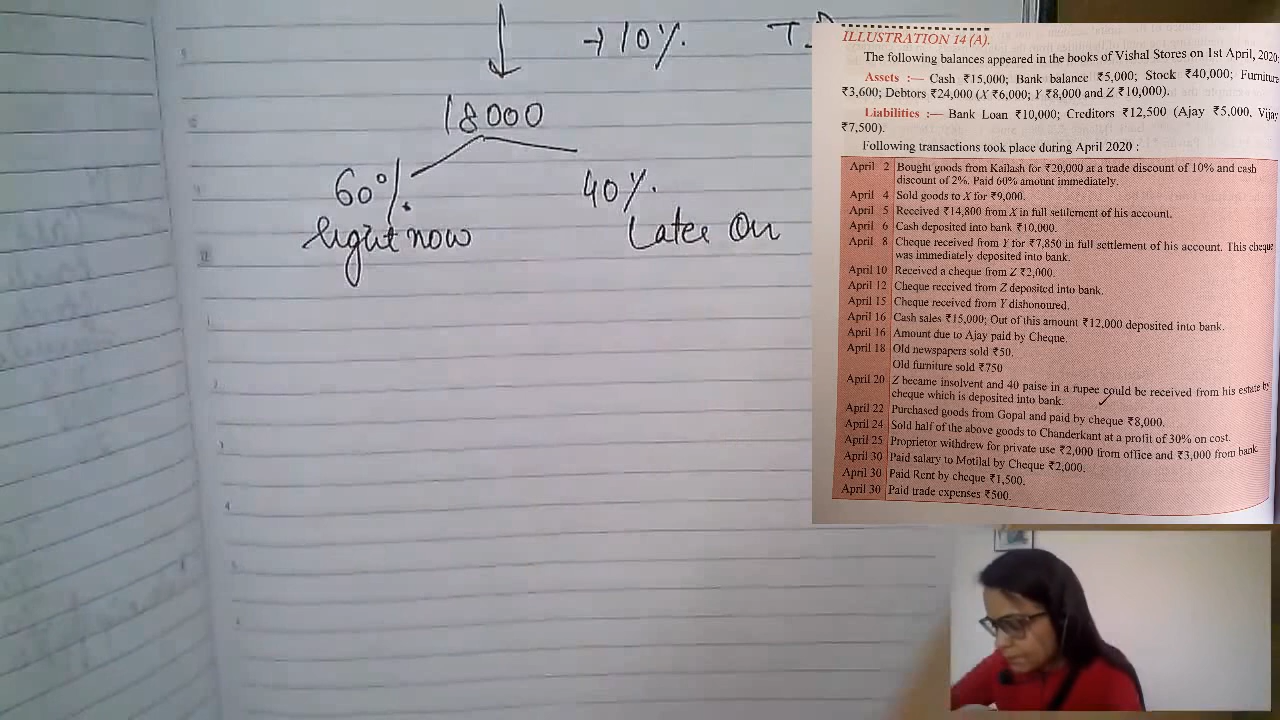 → 10%.
18000
60%. 40%.
Right now Later On
ILLUSTRATION 14 (A).
The following balances appeared in the books of Vishal Stores on 1st April, 2020
Assets :— Cash ₹15,000; Bank balance ₹5,000; Stock ₹40,000; Furniture
₹3,600; Debtors ₹24,000 (X ₹6,000; Y ₹8,000 and Z ₹10,000).
Liabilities :— Bank Loan ₹10,000; Creditors ₹12,500 (Ajay ₹5,000, Vijay
₹7,500).
Following transactions took place during April 2020 :
April 2 Bought goods from Kailash for ₹20,000 at a trade discount of 10% and cash
discount of 2%. Paid 60% amount immediately.
April 4 Sold goods to X for ₹9,000.
April 5 Received ₹14,800 from X in full settlement of his account.
April 6 Cash deposited into bank ₹10,000.
April 8 Cheque received from Y for ₹7,850 in full settlement of his account. This cheque
was immediately deposited into bank.
April 10 Received a cheque from Z ₹2,000.
April 12 Cheque received from Z deposited into bank.
April 15 Cheque received from Y dishonoured.
April 16 Cash sales ₹15,000; Out of this amount ₹12,000 deposited into bank.
April 16 Amount due to Ajay paid by Cheque.
April 18 Old newspapers sold ₹50.
Old furniture sold ₹750
April 20 Z became insolvent and 40 paise in a rupee could be received from his estate by
cheque which is deposited into bank.
April 22 Purchased goods from Gopal and paid by cheque ₹8,000.
April 24 Sold half of the above goods to Chanderkant at a profit of 30% on cost.
April 25 Proprietor withdrew for private use ₹2,000 from office and ₹3,000 from bank
April 30 Paid salary to Motilal by Cheque ₹2,000.
April 30 Paid Rent by cheque ₹1,500.
April 30 Paid trade expenses ₹500.